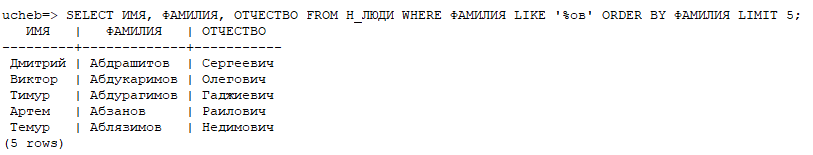 ucheb=> SELECT ИМЯ, ФАМИЛИЯ, ОТЧЕСТВО FROM Н_ЛЮДИ WHERE ФАМИЛИЯ LIKE '%ов' ORDER BY ФАМИЛИЯ LIMIT 5;
   ИМЯ   |   ФАМИЛИЯ   | ОТЧЕСТВО
---------+-------------+-----------
 Дмитрий | Абдрашитов  | Сергеевич
 Виктор  | Абдукаримов | Олегович
 Тимур   | Абдурагимов | Гаджиевич
 Артем   | Абзанов     | Раилович
 Темур   | Аблязимов   | Недимович
(5 rows)